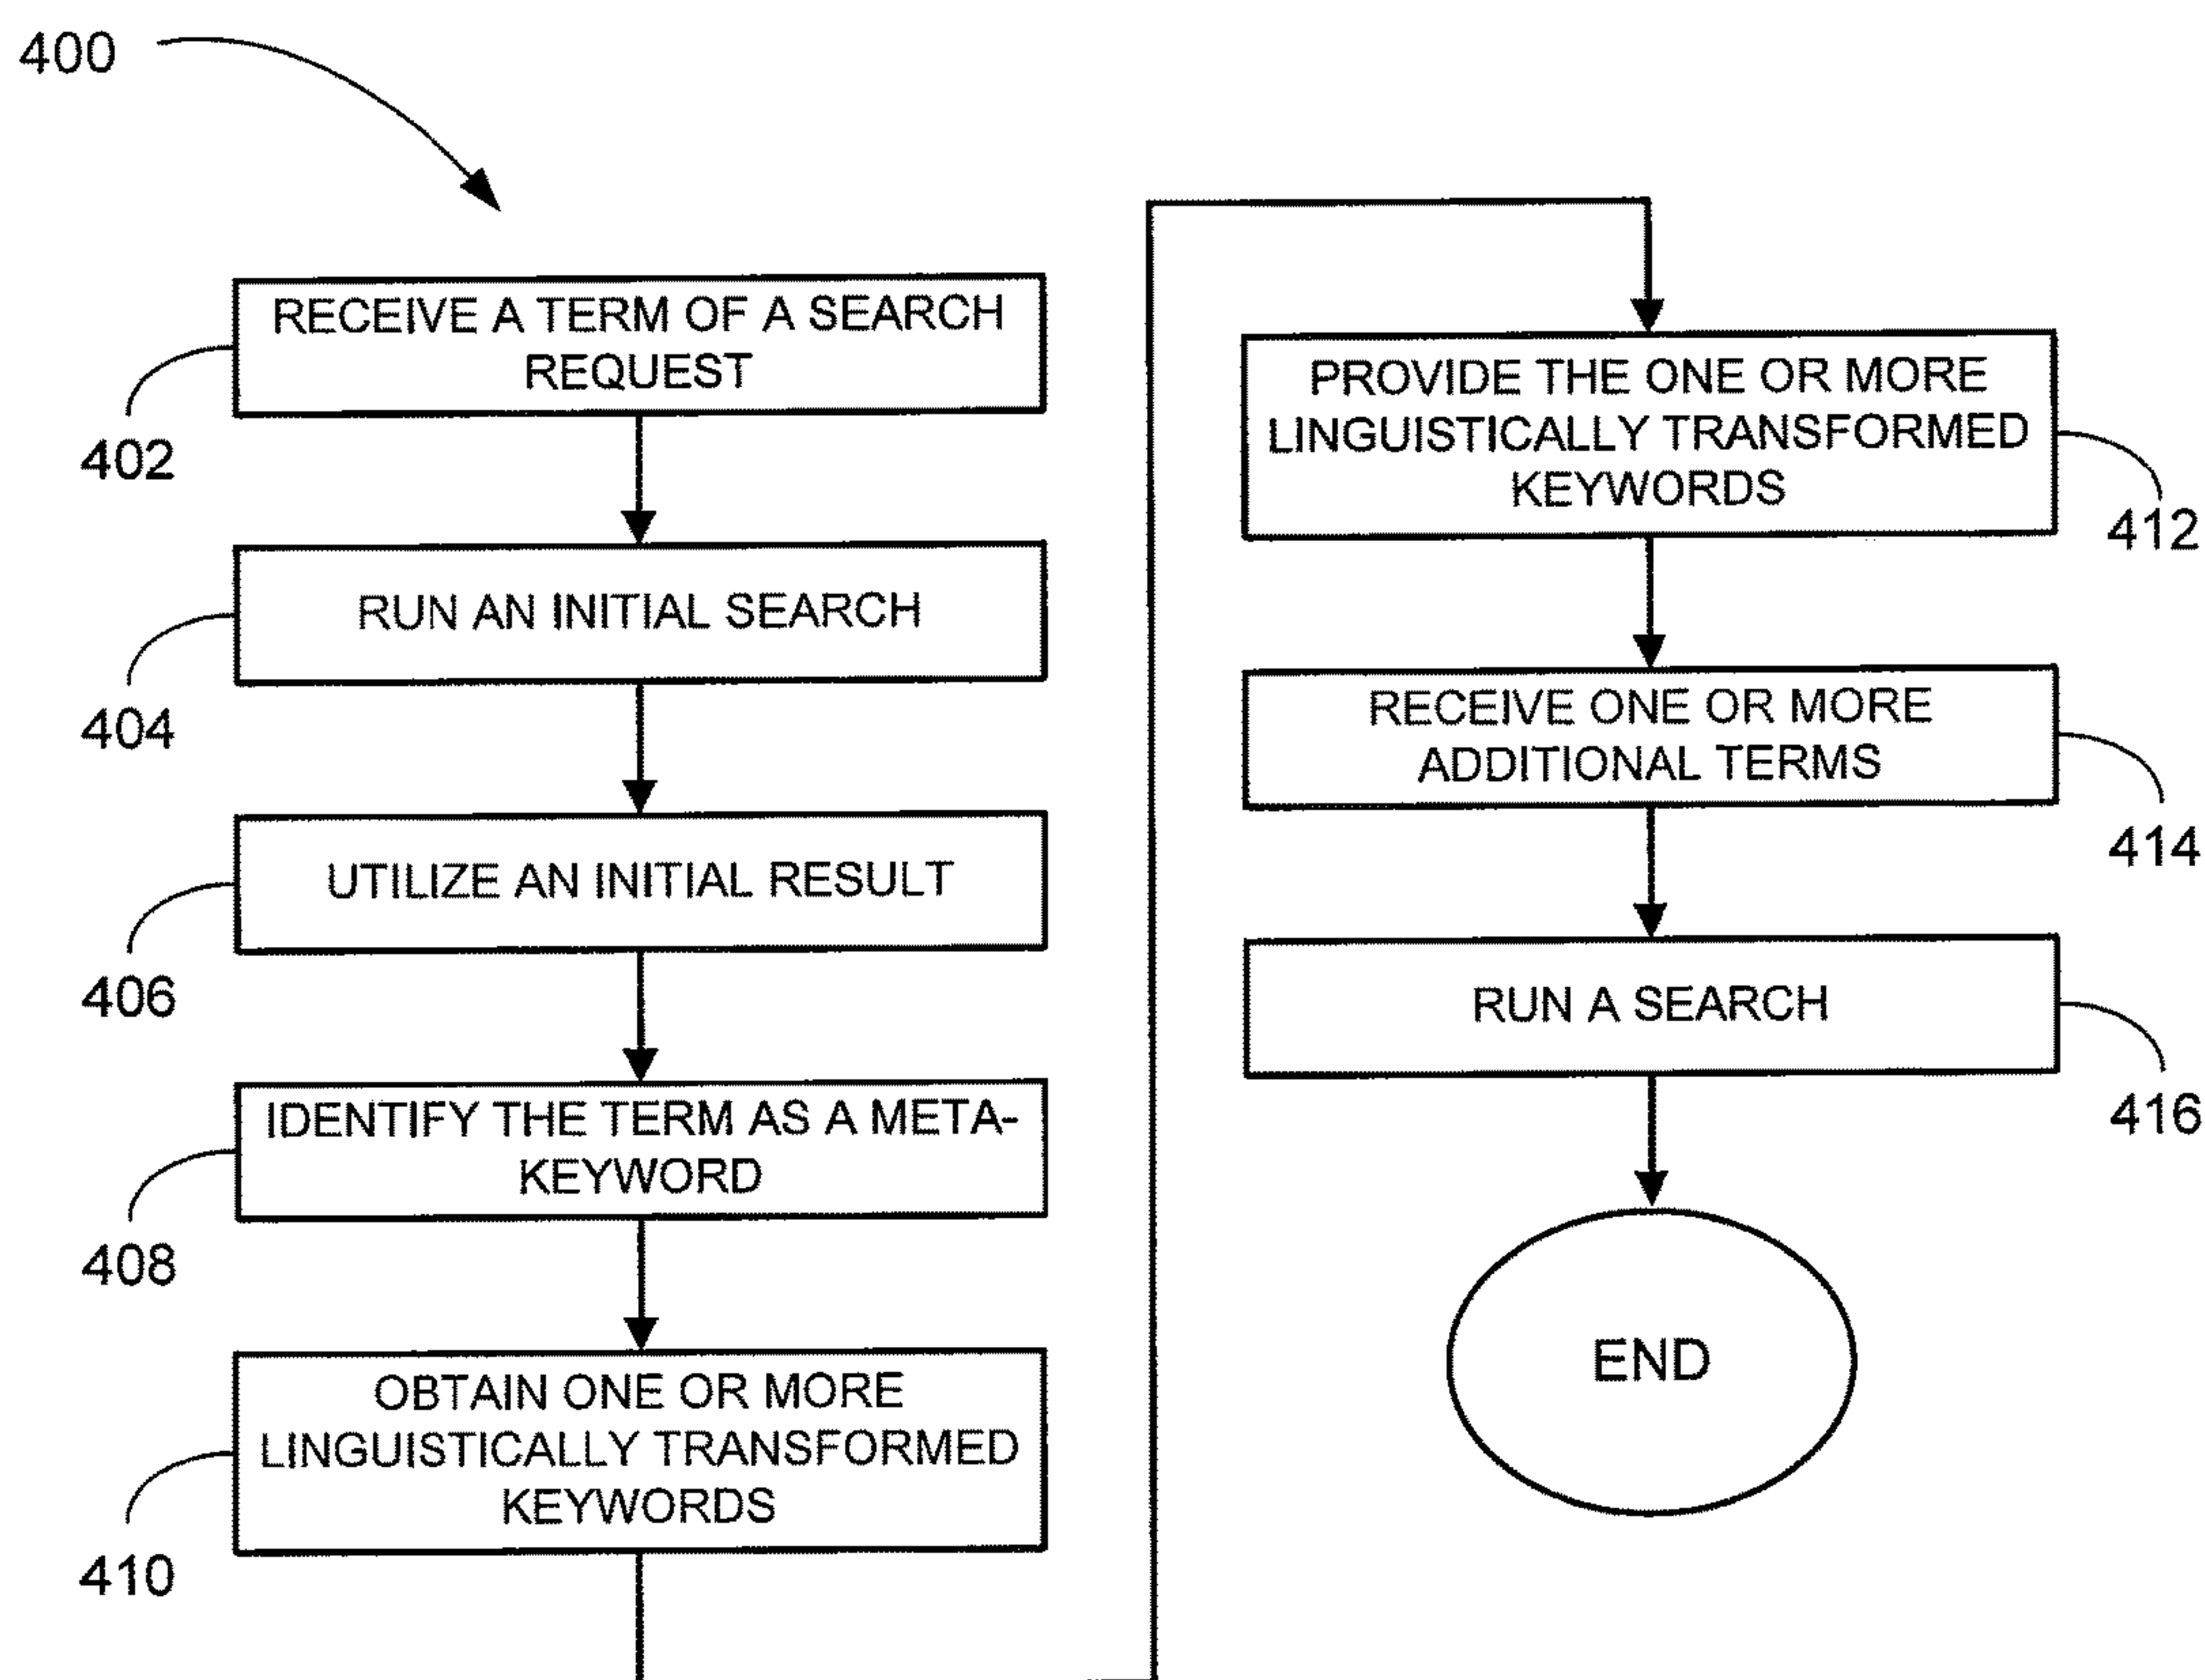 400
RECEIVE A TERM OF A SEARCH
REQUEST
402
RUN AN INITIAL SEARCH
404
UTILIZE AN INITIAL RESULT
406
IDENTIFY THE TERM AS A META-
KEYWORD
408
OBTAIN ONE OR MORE
LINGUISTICALLY TRANSFORMED
KEYWORDS
410
PROVIDE THE ONE OR MORE
LINGUISTICALLY TRANSFORMED
KEYWORDS
412
RECEIVE ONE OR MORE
ADDITIONAL TERMS
414
RUN A SEARCH
416
END